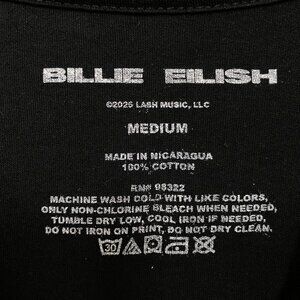 BILLIE EILISH
©2025 LASH MUSIC, LLC
MEDIUM
MADE IN NICARAGUA
100% COTTON
RN# 98322
MACHINE WASH COLD WITH LIKE COLORS,
ONLY NON-CHLORINE BLEACH WHEN NEEDED,
TUMBLE DRY LOW, COOL IRON IF NEEDED,
DO NOT IRON ON PRINT, DO NOT DRY CLEAN.
30